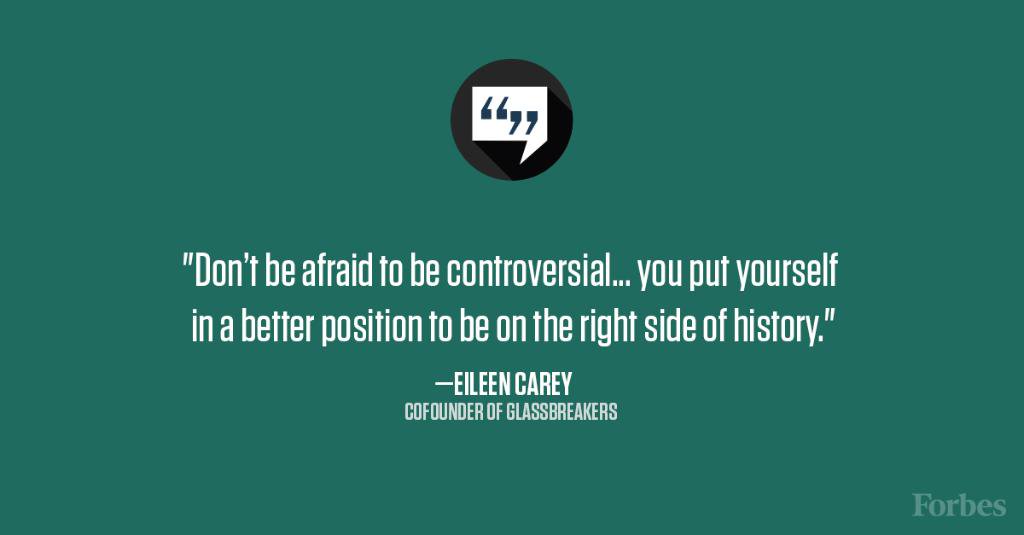 "Don’t be afraid to be controversial... you put yourself
in a better position to be on the right side of history."
—EILEEN CAREY
COFOUNDER OF GLASSBREAKERS
Forbes